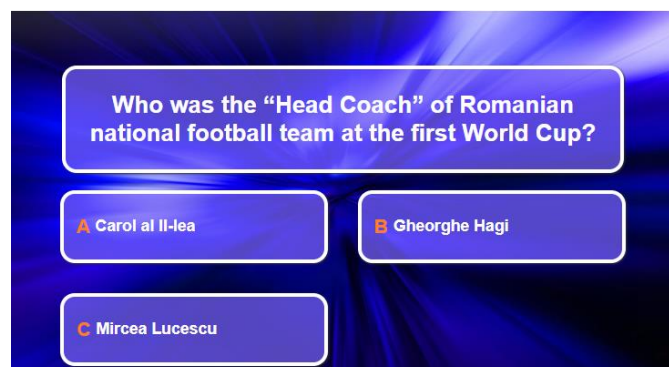 Who was the “Head Coach” of Romanian
national football team at the first World Cup?
A Carol al II-lea
B Gheorghe Hagi
C Mircea Lucescu